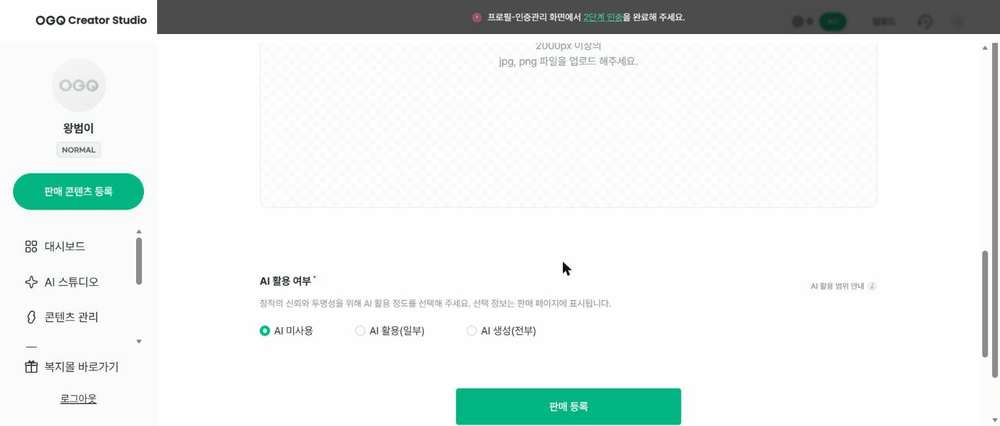 OGQ Creator Studio
프로필-인증관리 화면에서 2단계 인증을 완료해 주세요.
OGQ
왕범이
NORMAL
판매 콘텐츠 등록
대시보드
AI 스튜디오
콘텐츠 관리
복지몰 바로가기
로그아웃
2000px 이상의
jpg, png 파일을 업로드 해주세요.
AI 활용 여부*
AI 활용 범위 안내
창작의 신뢰와 투명성을 위해 AI 활용 정도를 선택해 주세요. 선택 정보는 판매 페이지에 표시됩니다.
AI 미사용
AI 활용(일부)
AI 생성(전부)
판매 등록